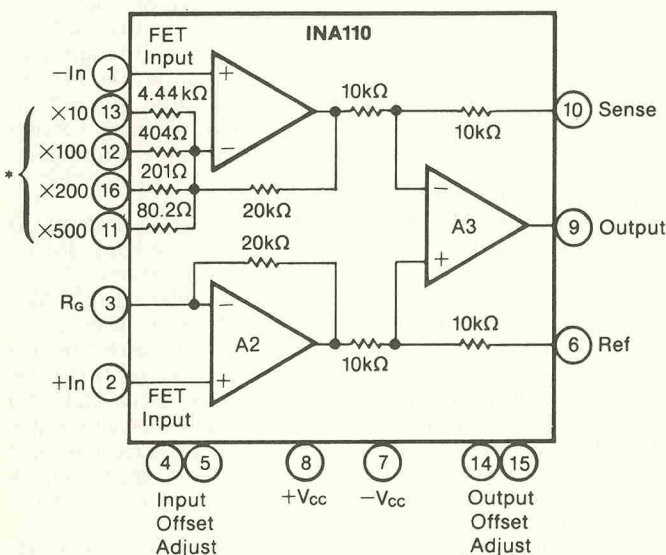 INA110
FET
Input
−In 1
4.44 kΩ
×10 13
404Ω
×100 12
201Ω
×200 16
80.2Ω
×500 11
*
+
−
20kΩ
10kΩ
10kΩ
10 Sense
−
A3
+
9 Output
20kΩ
RG 3
−
A2
+
+In 2
FET
Input
10kΩ
10kΩ
6 Ref
4 5
Input
Offset
Adjust
8
+VCC
7
−VCC
14 15
Output
Offset
Adjust